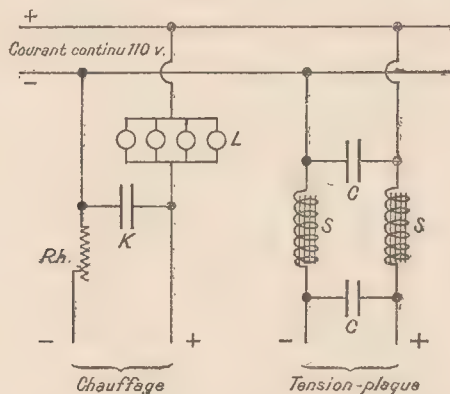 +
Courant continu 110 v.
−
L
C
K
S
S
Rh.
C
− +
− +
Chauffage
Tension-plaque